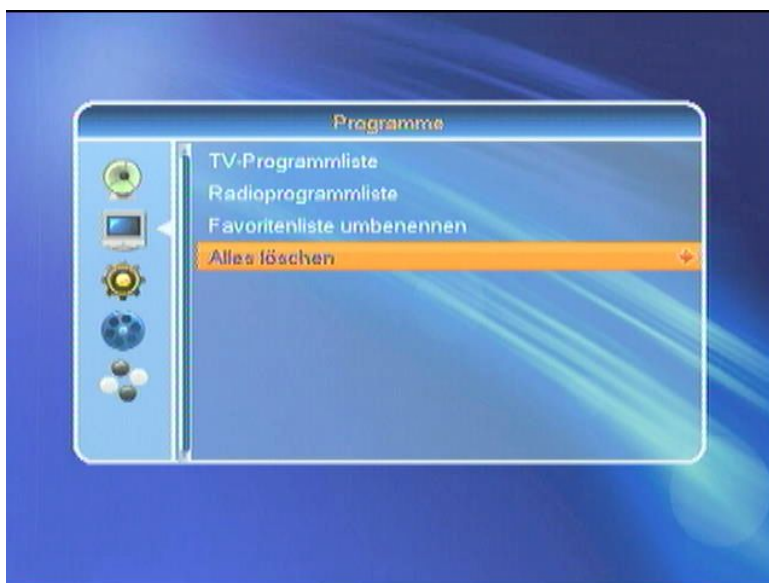 Programme
TV-Programmliste
Radioprogrammliste
Favoritenliste umbenennen
Alles löschen